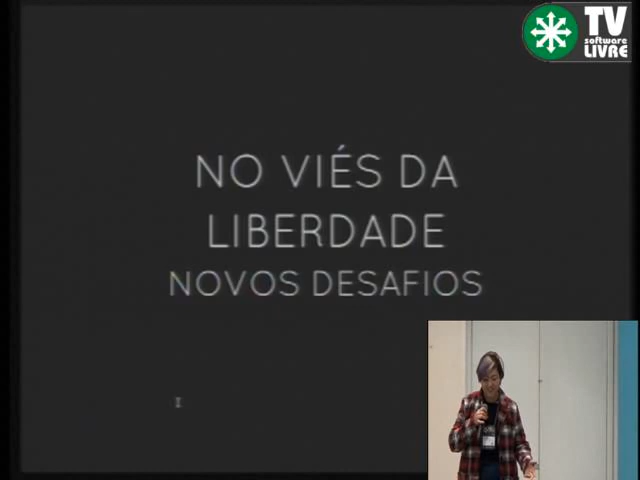 TV
software
LIVRE
NO VIÉS DA
LIBERDADE
NOVOS DESAFIOS